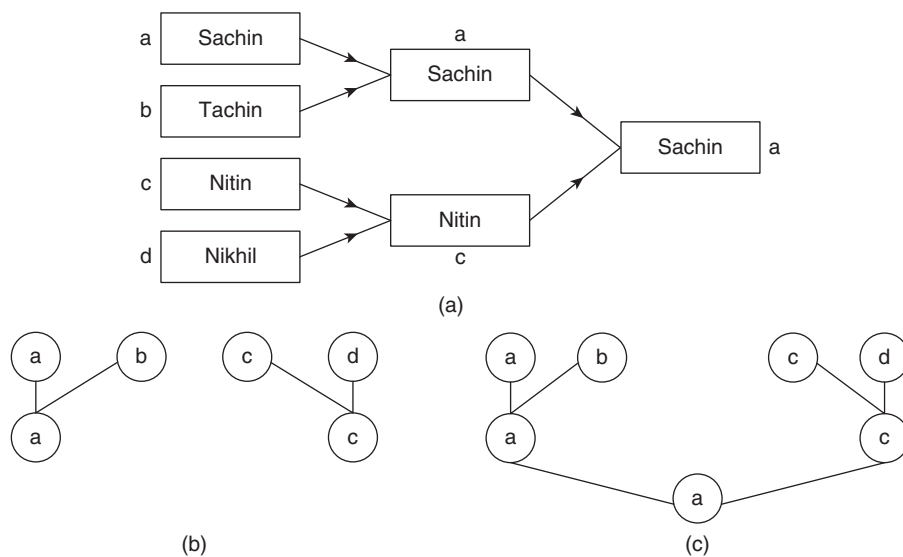 a Sachin
a
Sachin
b Tachin
Sachin a
c Nitin
Nitin
c
d Nikhil
(a)
a b c d a b c d
a c a c
a
(b) (c)